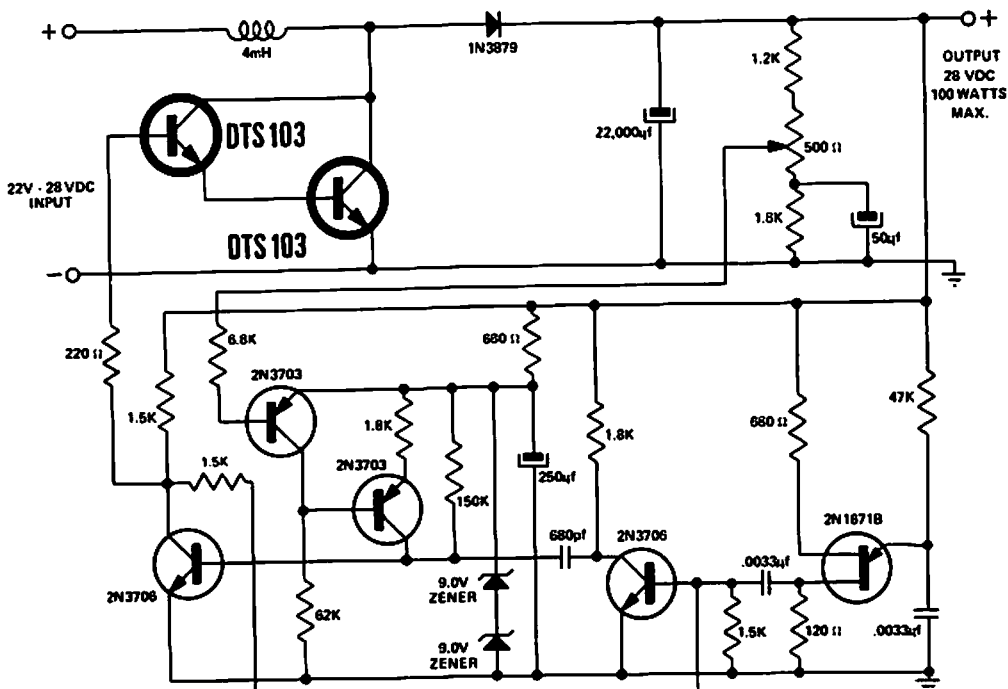 +
4mH
1N3879
+
OUTPUT
28 VDC
100 WATTS
MAX.
1.2K
DTS 103
22,000µf
500 Ω
22V - 28 VDC
INPUT
DTS 103
1.8K
50µf
-
220 Ω
6.8K
680 Ω
2N3703
1.5K
1.8K
1.8K
680 Ω
47K
1.5K
2N3703
150K
250µf
2N1671B
680pf
2N3706
.0033µf
2N3706
9.0V
ZENER
62K
9.0V
ZENER
1.5K
120 Ω
.0033µf